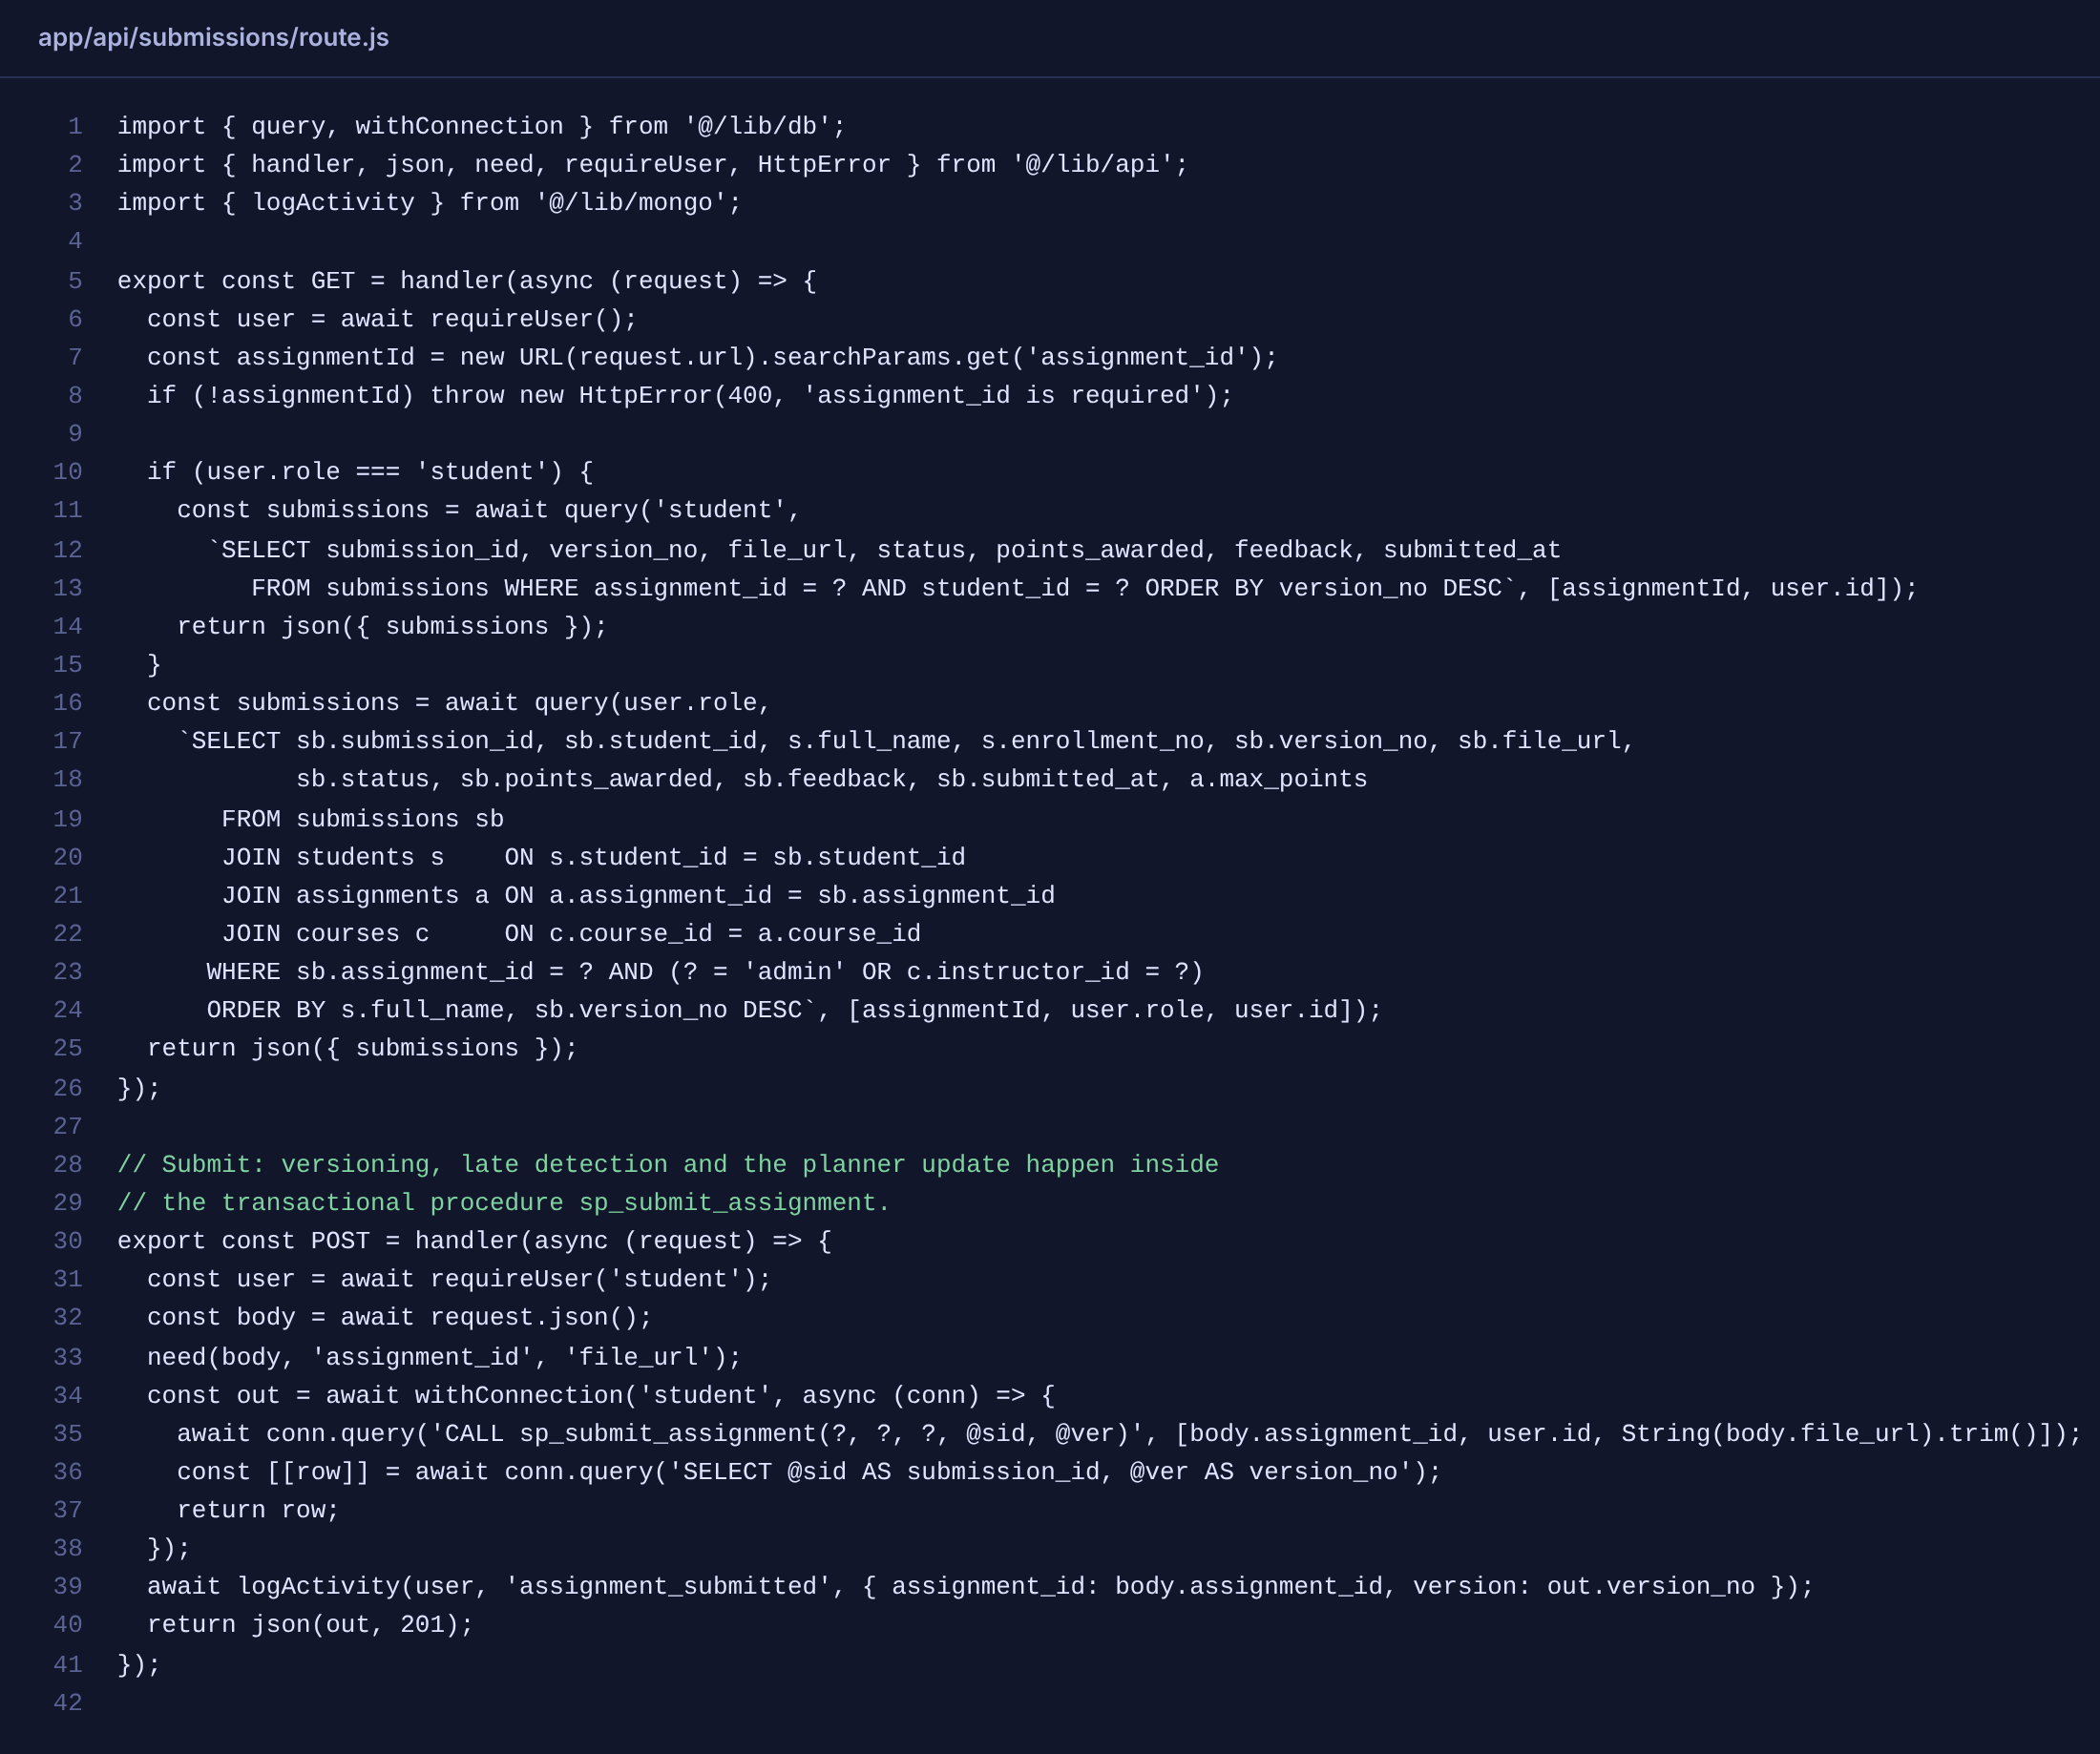 app/api/submissions/route.js
1 import { query, withConnection } from '@/lib/db';
2 import { handler, json, need, requireUser, HttpError } from '@/lib/api';
3 import { logActivity } from '@/lib/mongo';
4
5 export const GET = handler(async (request) => {
6   const user = await requireUser();
7   const assignmentId = new URL(request.url).searchParams.get('assignment_id');
8   if (!assignmentId) throw new HttpError(400, 'assignment_id is required');
9
10   if (user.role === 'student') {
11     const submissions = await query('student',
12       `SELECT submission_id, version_no, file_url, status, points_awarded, feedback, submitted_at
13          FROM submissions WHERE assignment_id = ? AND student_id = ? ORDER BY version_no DESC`, [assignmentId, user.id]);
14     return json({ submissions });
15   }
16   const submissions = await query(user.role,
17     `SELECT sb.submission_id, sb.student_id, s.full_name, s.enrollment_no, sb.version_no, sb.file_url,
18             sb.status, sb.points_awarded, sb.feedback, sb.submitted_at, a.max_points
19        FROM submissions sb
20        JOIN students s    ON s.student_id = sb.student_id
21        JOIN assignments a ON a.assignment_id = sb.assignment_id
22        JOIN courses c     ON c.course_id = a.course_id
23       WHERE sb.assignment_id = ? AND (? = 'admin' OR c.instructor_id = ?)
24       ORDER BY s.full_name, sb.version_no DESC`, [assignmentId, user.role, user.id]);
25   return json({ submissions });
26 });
27
28 // Submit: versioning, late detection and the planner update happen inside
29 // the transactional procedure sp_submit_assignment.
30 export const POST = handler(async (request) => {
31   const user = await requireUser('student');
32   const body = await request.json();
33   need(body, 'assignment_id', 'file_url');
34   const out = await withConnection('student', async (conn) => {
35     await conn.query('CALL sp_submit_assignment(?, ?, ?, @sid, @ver)', [body.assignment_id, user.id, String(body.file_url).trim()]);
36     const [[row]] = await conn.query('SELECT @sid AS submission_id, @ver AS version_no');
37     return row;
38   });
39   await logActivity(user, 'assignment_submitted', { assignment_id: body.assignment_id, version: out.version_no });
40   return json(out, 201);
41 });
42